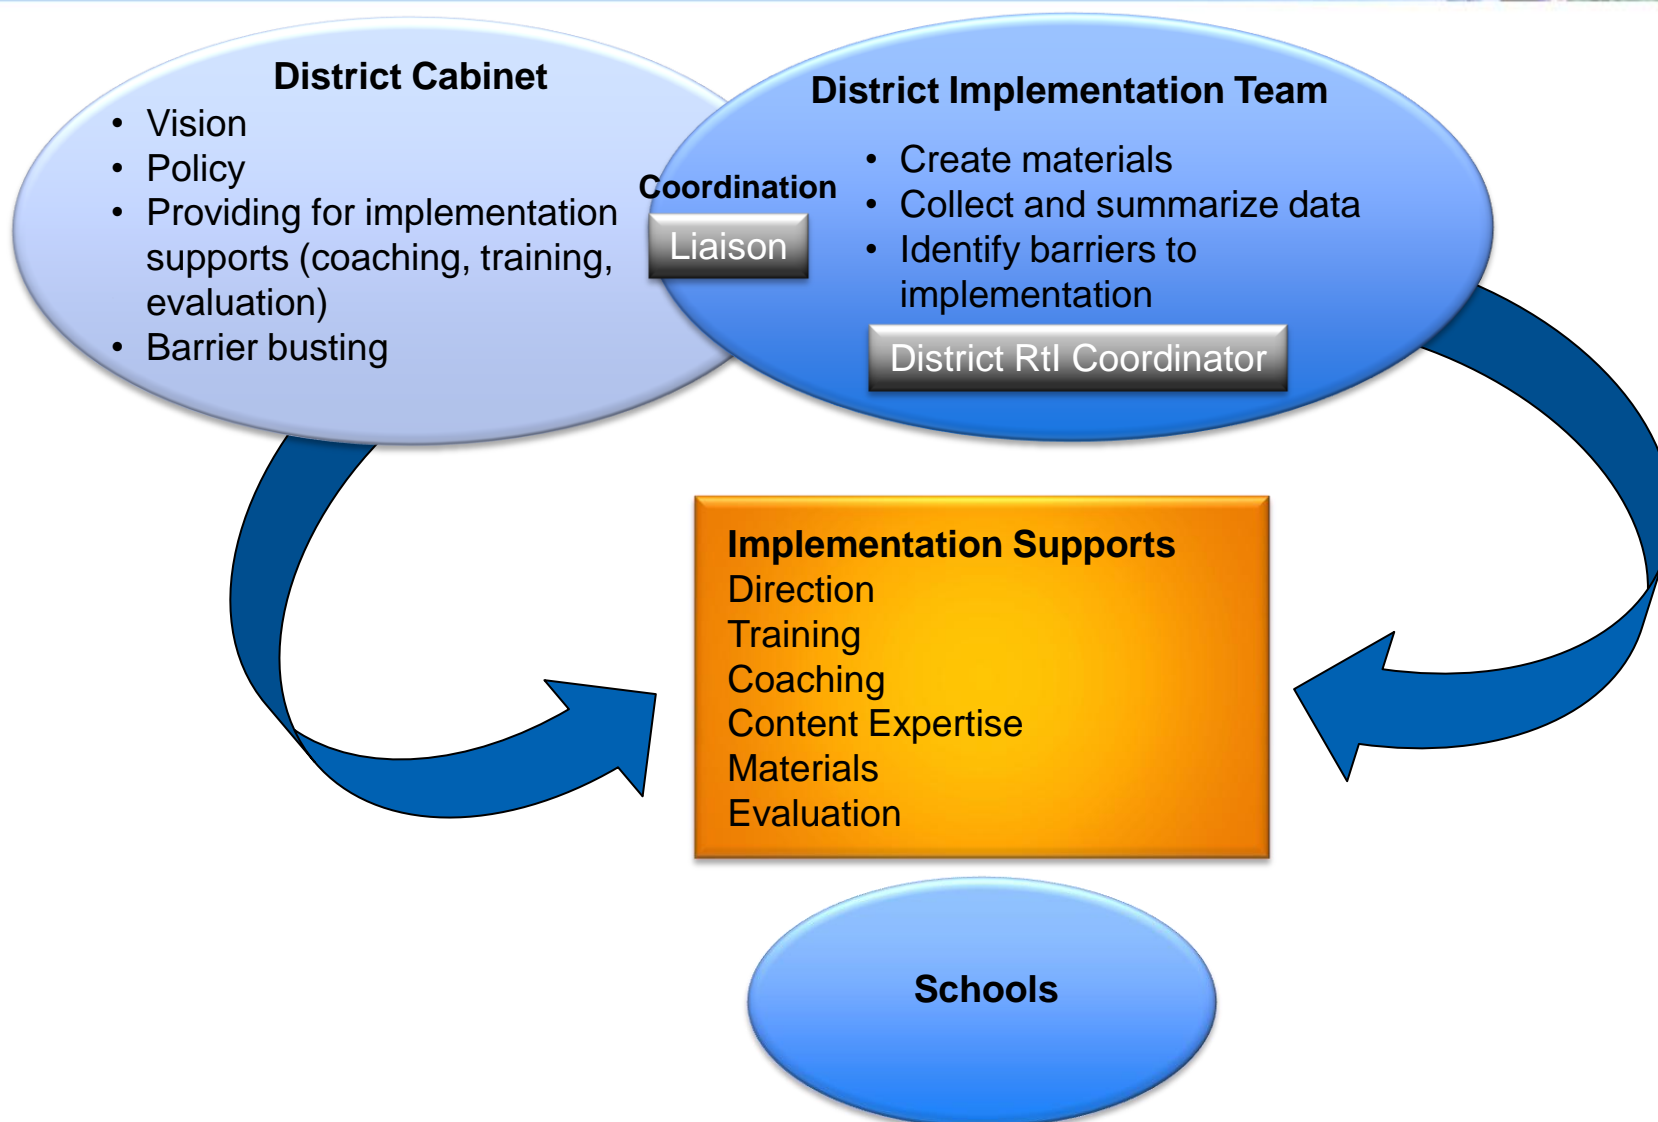 District Cabinet
• Vision
• Policy
• Providing for implementation
supports (coaching, training,
evaluation)
• Barrier busting
Coordination
Liaison
District Implementation Team
• Create materials
• Collect and summarize data
• Identify barriers to
implementation
District RtI Coordinator
Implementation Supports
Direction
Training
Coaching
Content Expertise
Materials
Evaluation
Schools